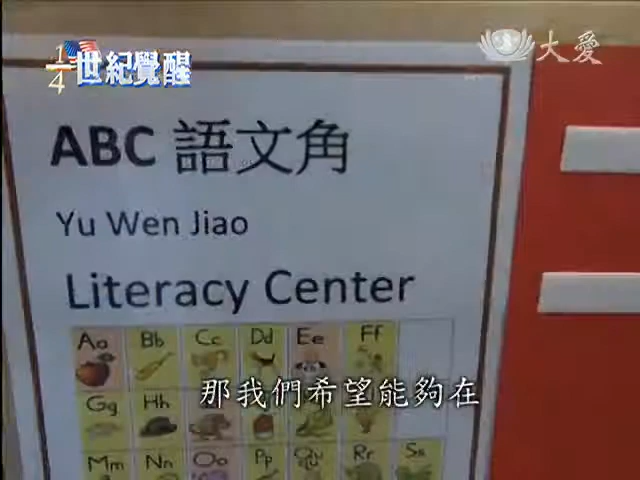 1/4 世紀覺醒
大愛
ABC 語文角
Yu Wen Jiao
Literacy Center
Aa Bb Cc Dd Ee Ff
那我們希望能夠在
Gg Hh
Mm Nn Oo Pp Qu Rr Ss